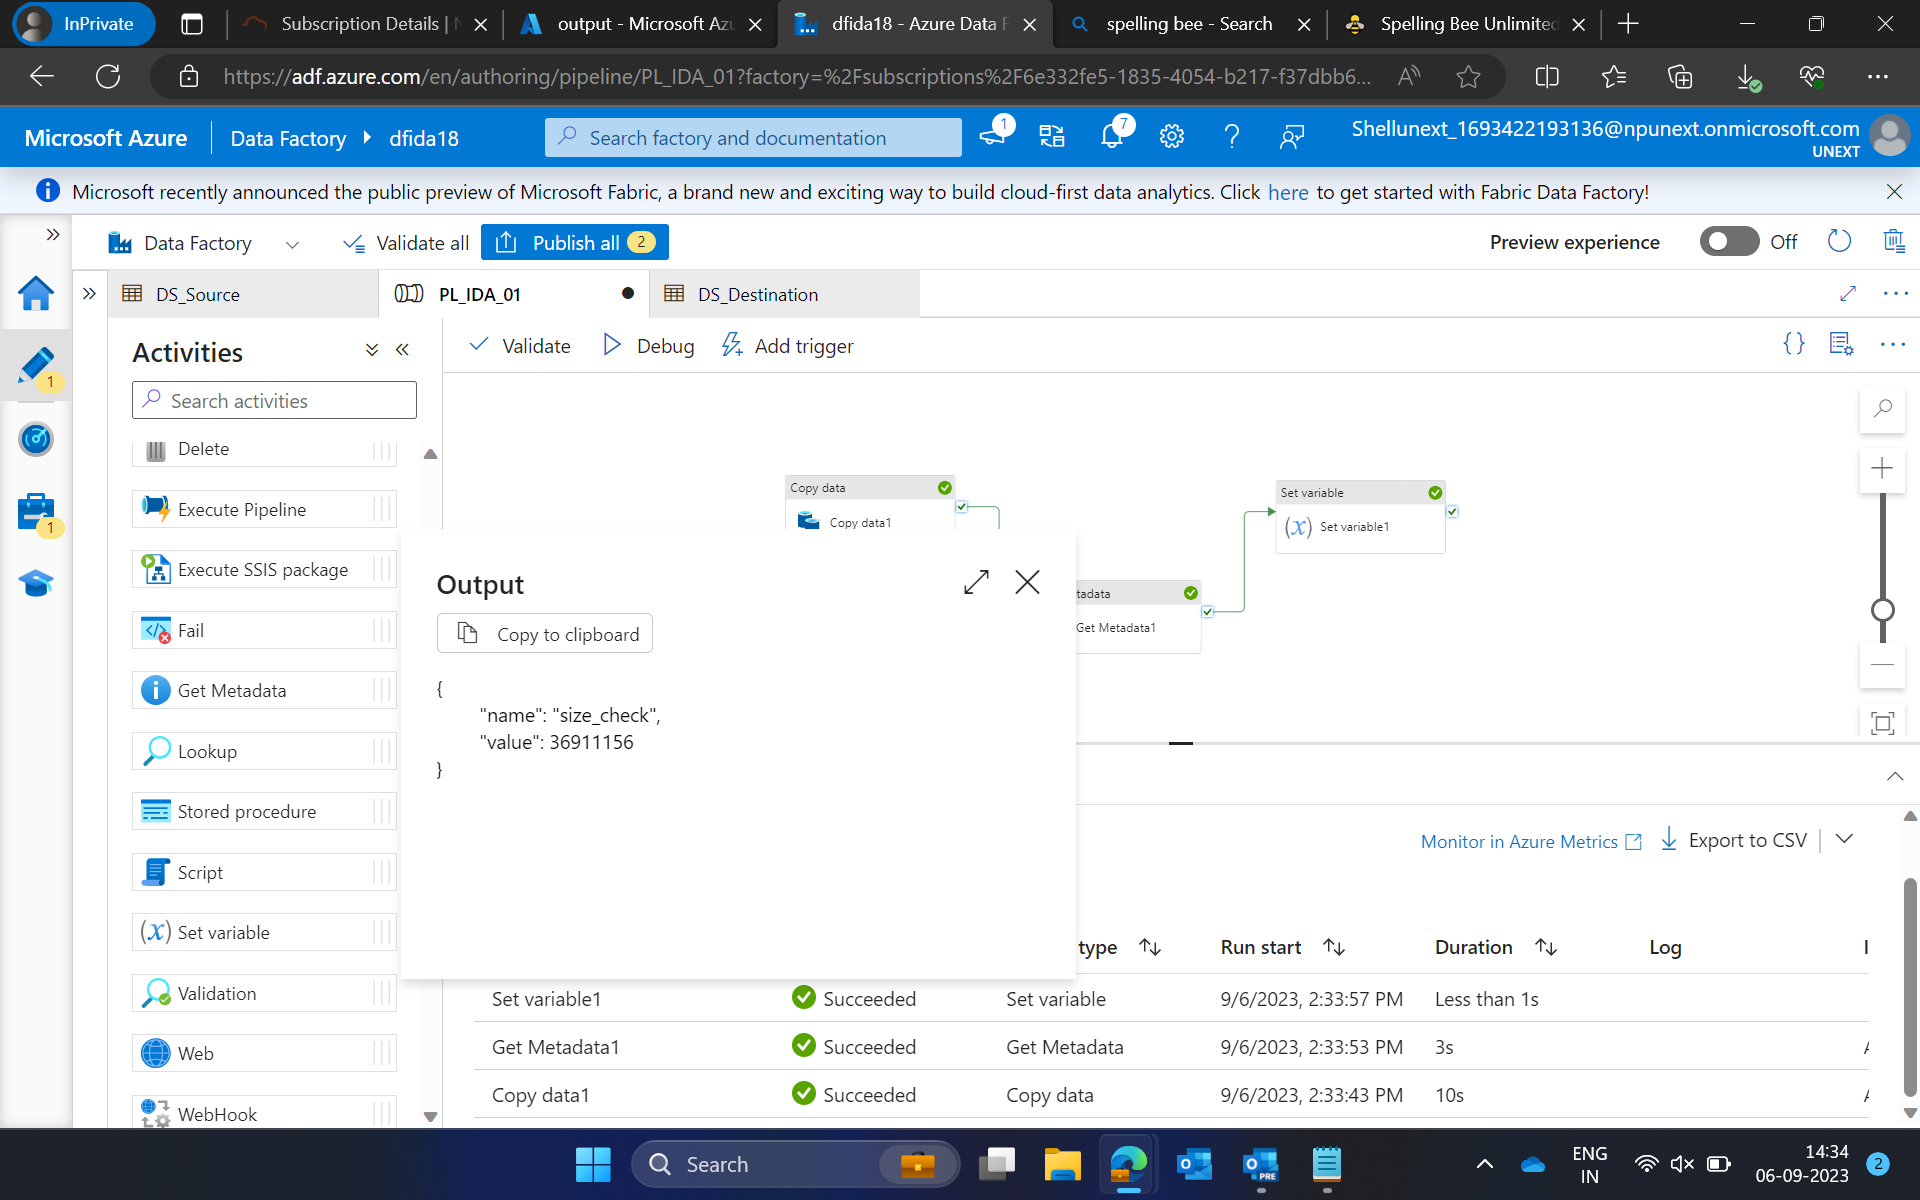 InPrivate
Subscription Details | N
output - Microsoft Azu
dfida18 - Azure Data F
spelling bee - Search
Spelling Bee Unlimited
https://adf.azure.com/en/authoring/pipeline/PL_IDA_01?factory=%2Fsubscriptions%2F6e332fe5-1835-4054-b217-f37dbb6...
Microsoft Azure
Data Factory
dfida18
Search factory and documentation
1
7
Shellunext_1693422193136@npunext.onmicrosoft.com
UNEXT
Microsoft recently announced the public preview of Microsoft Fabric, a brand new and exciting way to build cloud-first data analytics. Click here to get started with Fabric Data Factory!
Data Factory
Validate all
Publish all 2
Preview experience
Off
DS_Source
PL_IDA_01
DS_Destination
1
1
Activities
Search activities
Delete
Execute Pipeline
Execute SSIS package
Fail
Get Metadata
Lookup
Stored procedure
Script
(x) Set variable
Validation
Web
WebHook
Validate
Debug
Add trigger
{}
Copy data
Copy data1
tadata
Get Metadata1
Set variable
(x) Set variable1
Output
Copy to clipboard
{
"name": "size_check",
"value": 36911156
}
Monitor in Azure Metrics
Export to CSV
type
Run start
Duration
Log
Set variable1 Succeeded Set variable 9/6/2023, 2:33:57 PM Less than 1s
Get Metadata1 Succeeded Get Metadata 9/6/2023, 2:33:53 PM 3s
Copy data1 Succeeded Copy data 9/6/2023, 2:33:43 PM 10s
Search
PRE
ENG
IN
14:34
06-09-2023
2